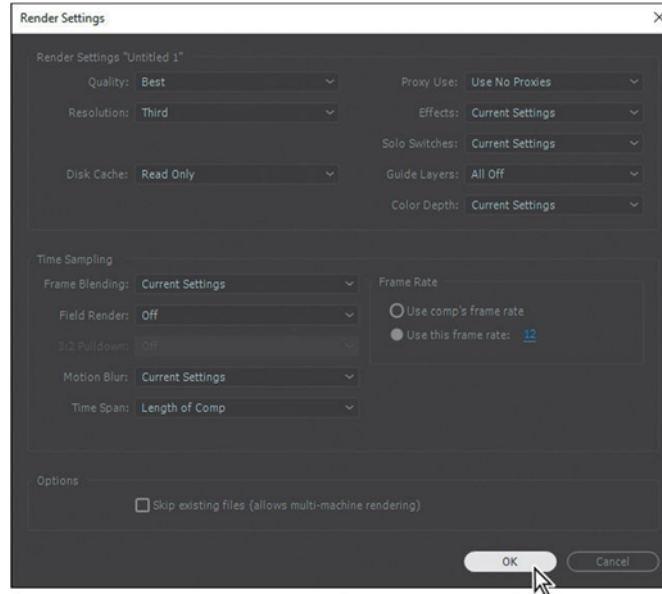 Render Settings
Render Settings "Untitled 1"
Quality: Best
Resolution: Third
Disk Cache: Read Only
Proxy Use: Use No Proxies
Effects: Current Settings
Solo Switches: Current Settings
Guide Layers: All Off
Color Depth: Current Settings
Time Sampling
Frame Blending: Current Settings
Field Render: Off
3:2 Pulldown: Off
Motion Blur: Current Settings
Time Span: Length of Comp
Frame Rate
Use comp's frame rate
Use this frame rate: 12
Options
Skip existing files (allows multi-machine rendering)
OK Cancel